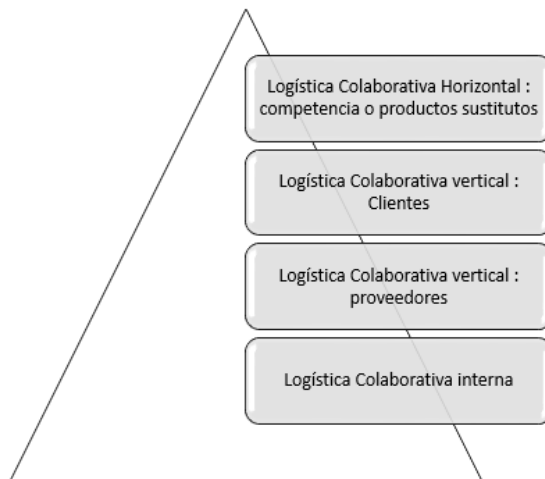 Logística Colaborativa Horizontal :
competencia o productos sustitutos
Logística Colaborativa vertical :
Clientes
Logística Colaborativa vertical :
proveedores
Logística Colaborativa interna